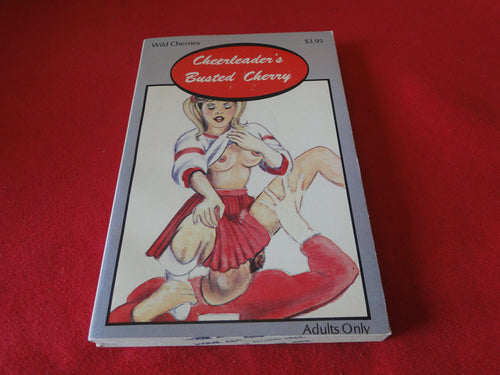 Wild Cherries
$3.95
Cheerleader's
Busted Cherry
Adults Only